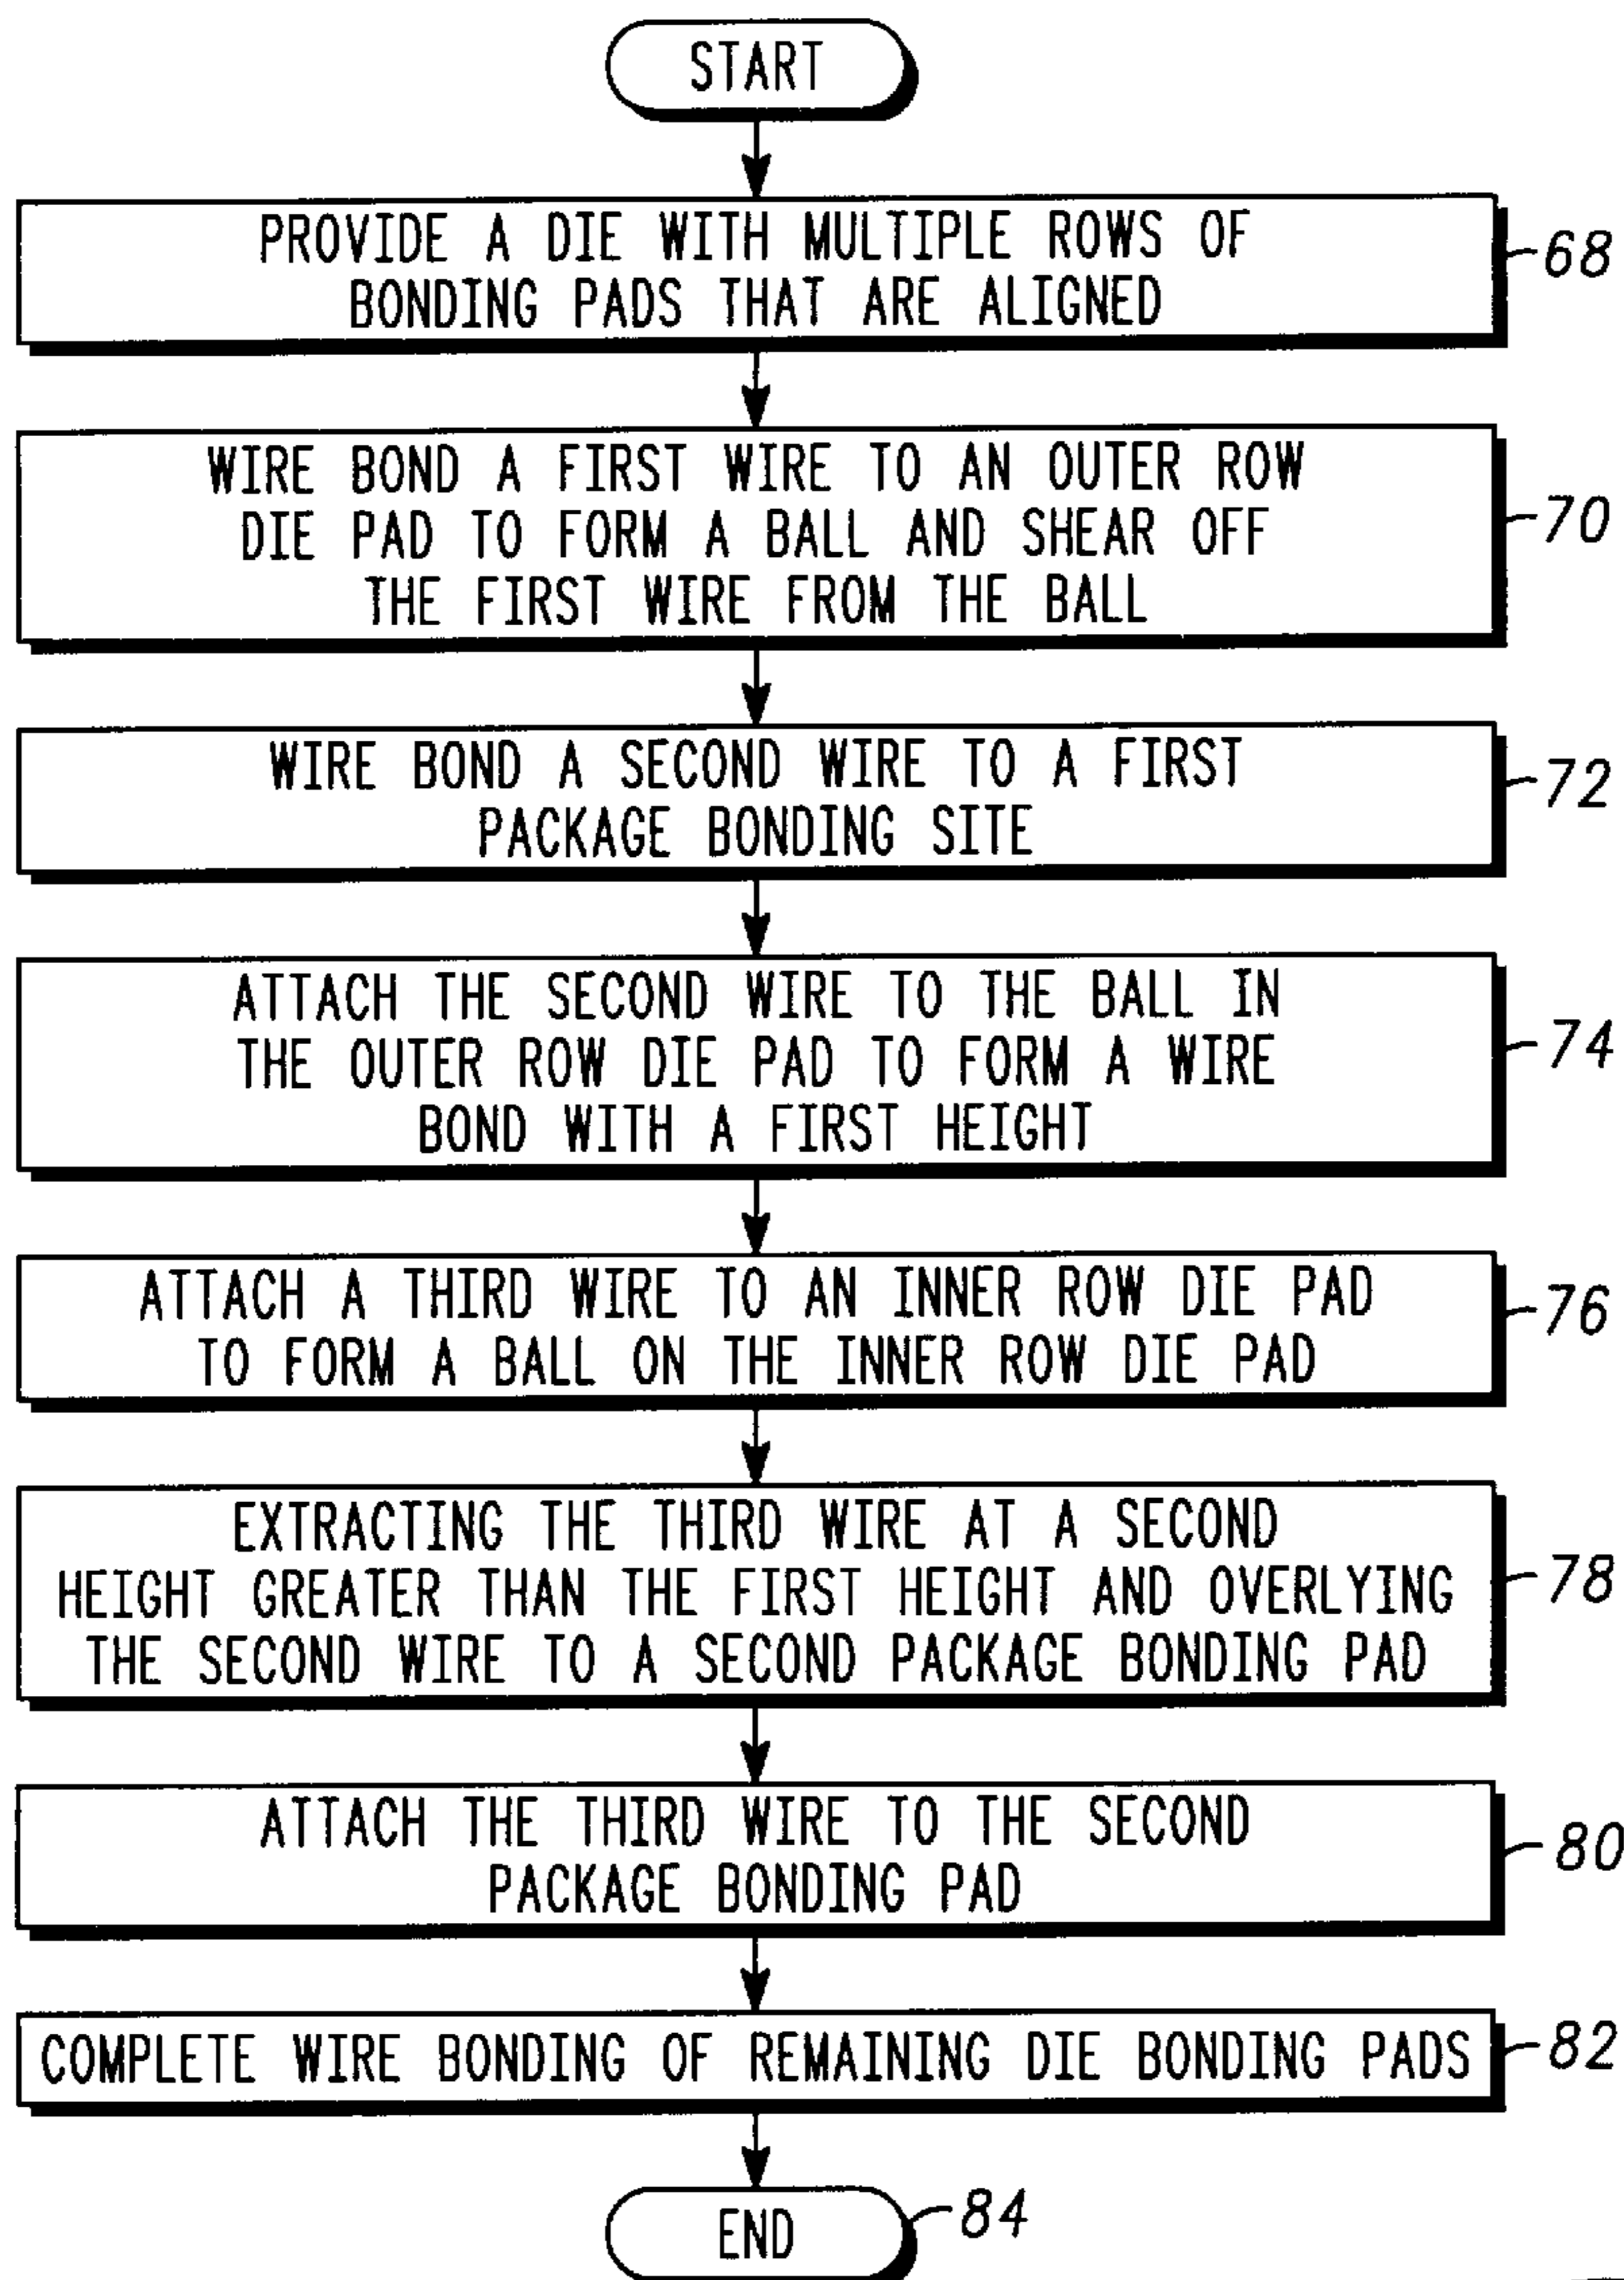 START
PROVIDE A DIE WITH MULTIPLE ROWS OF
BONDING PADS THAT ARE ALIGNED
68
WIRE BOND A FIRST WIRE TO AN OUTER ROW
DIE PAD TO FORM A BALL AND SHEAR OFF
THE FIRST WIRE FROM THE BALL
70
WIRE BOND A SECOND WIRE TO A FIRST
PACKAGE BONDING SITE
72
ATTACH THE SECOND WIRE TO THE BALL IN
THE OUTER ROW DIE PAD TO FORM A WIRE
BOND WITH A FIRST HEIGHT
74
ATTACH A THIRD WIRE TO AN INNER ROW DIE PAD
TO FORM A BALL ON THE INNER ROW DIE PAD
76
EXTRACTING THE THIRD WIRE AT A SECOND
HEIGHT GREATER THAN THE FIRST HEIGHT AND OVERLYING
THE SECOND WIRE TO A SECOND PACKAGE BONDING PAD
78
ATTACH THE THIRD WIRE TO THE SECOND
PACKAGE BONDING PAD
80
COMPLETE WIRE BONDING OF REMAINING DIE BONDING PADS
82
END
84